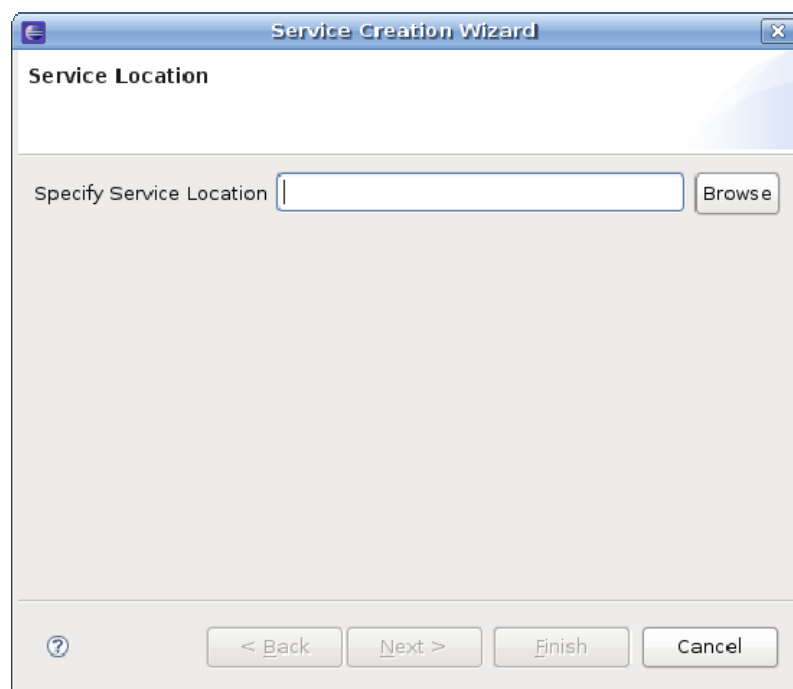 Service Creation Wizard
Service Location
Specify Service Location Browse
< Back Next > Finish Cancel